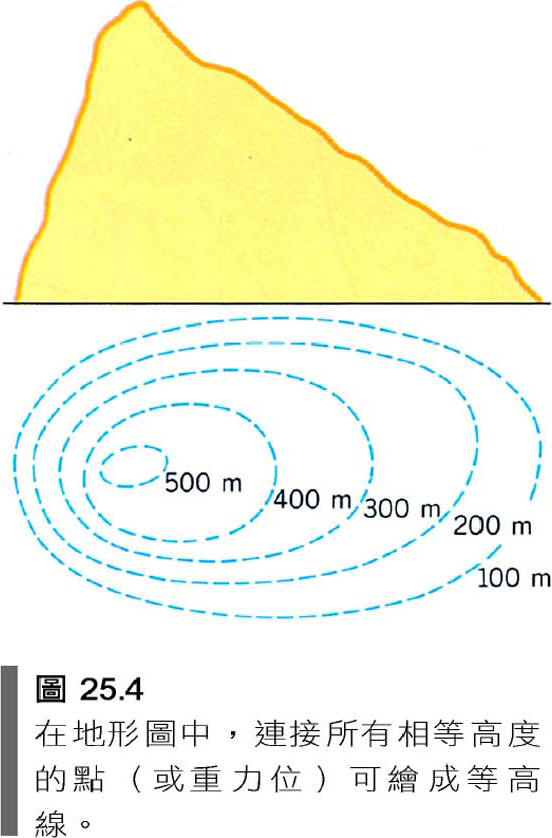 500 m
400 m
300 m
200 m
100 m
圖 25.4
在地形圖中，連接所有相等高度
的點（或重力位）可繪成等高
線。